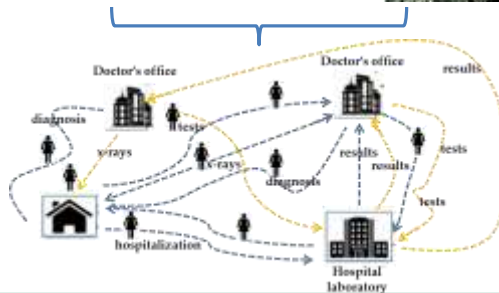 Doctor's office
Doctor's office
results
diagnosis
tests
x-rays
x-rays
results
tests
diagnosis
results
tests
hospitalization
Hospital
laboratory